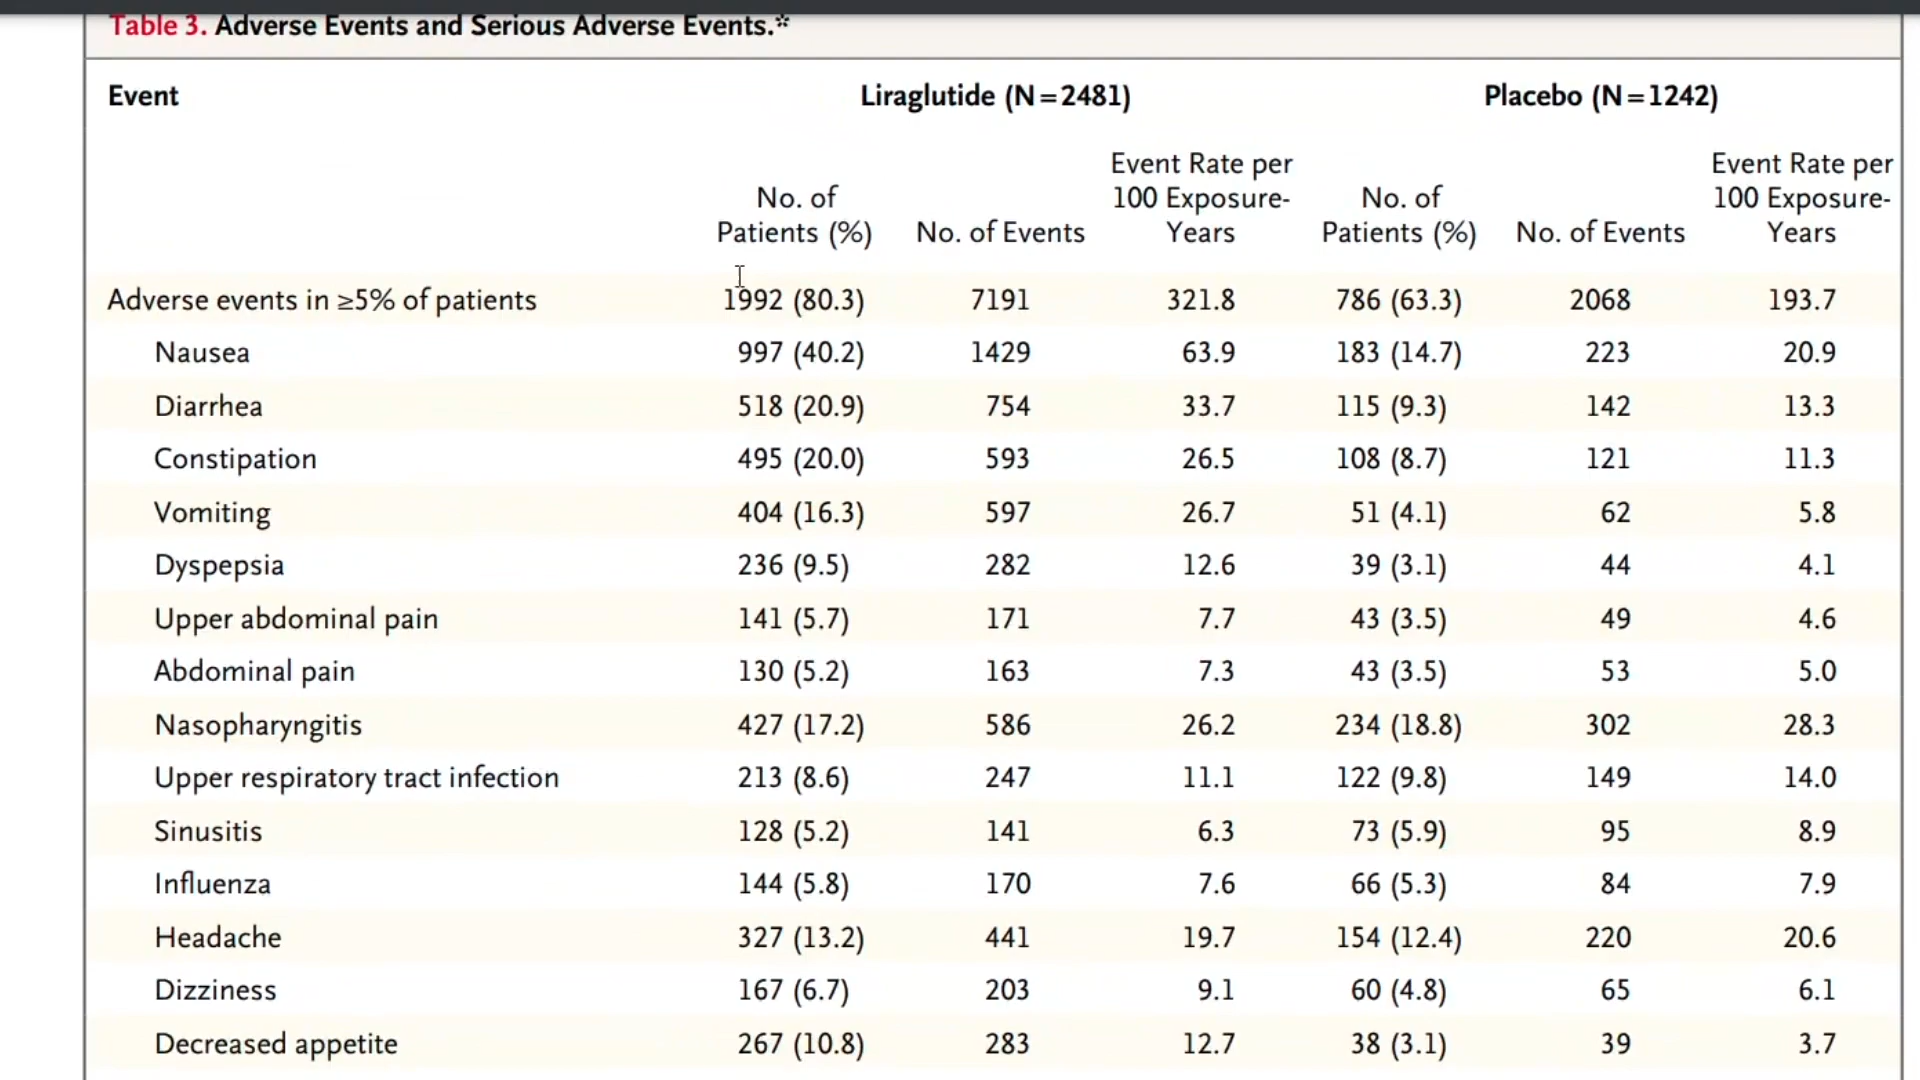 Table 3. Adverse Events and Serious Adverse Events.*
Event Liraglutide (N=2481) Placebo (N=1242)
No. of Patients (%) No. of Events Event Rate per 100 Exposure-Years No. of Patients (%) No. of Events Event Rate per 100 Exposure-Years
Adverse events in ≥5% of patients 1992 (80.3) 7191 321.8 786 (63.3) 2068 193.7
Nausea 997 (40.2) 1429 63.9 183 (14.7) 223 20.9
Diarrhea 518 (20.9) 754 33.7 115 (9.3) 142 13.3
Constipation 495 (20.0) 593 26.5 108 (8.7) 121 11.3
Vomiting 404 (16.3) 597 26.7 51 (4.1) 62 5.8
Dyspepsia 236 (9.5) 282 12.6 39 (3.1) 44 4.1
Upper abdominal pain 141 (5.7) 171 7.7 43 (3.5) 49 4.6
Abdominal pain 130 (5.2) 163 7.3 43 (3.5) 53 5.0
Nasopharyngitis 427 (17.2) 586 26.2 234 (18.8) 302 28.3
Upper respiratory tract infection 213 (8.6) 247 11.1 122 (9.8) 149 14.0
Sinusitis 128 (5.2) 141 6.3 73 (5.9) 95 8.9
Influenza 144 (5.8) 170 7.6 66 (5.3) 84 7.9
Headache 327 (13.2) 441 19.7 154 (12.4) 220 20.6
Dizziness 167 (6.7) 203 9.1 60 (4.8) 65 6.1
Decreased appetite 267 (10.8) 283 12.7 38 (3.1) 39 3.7